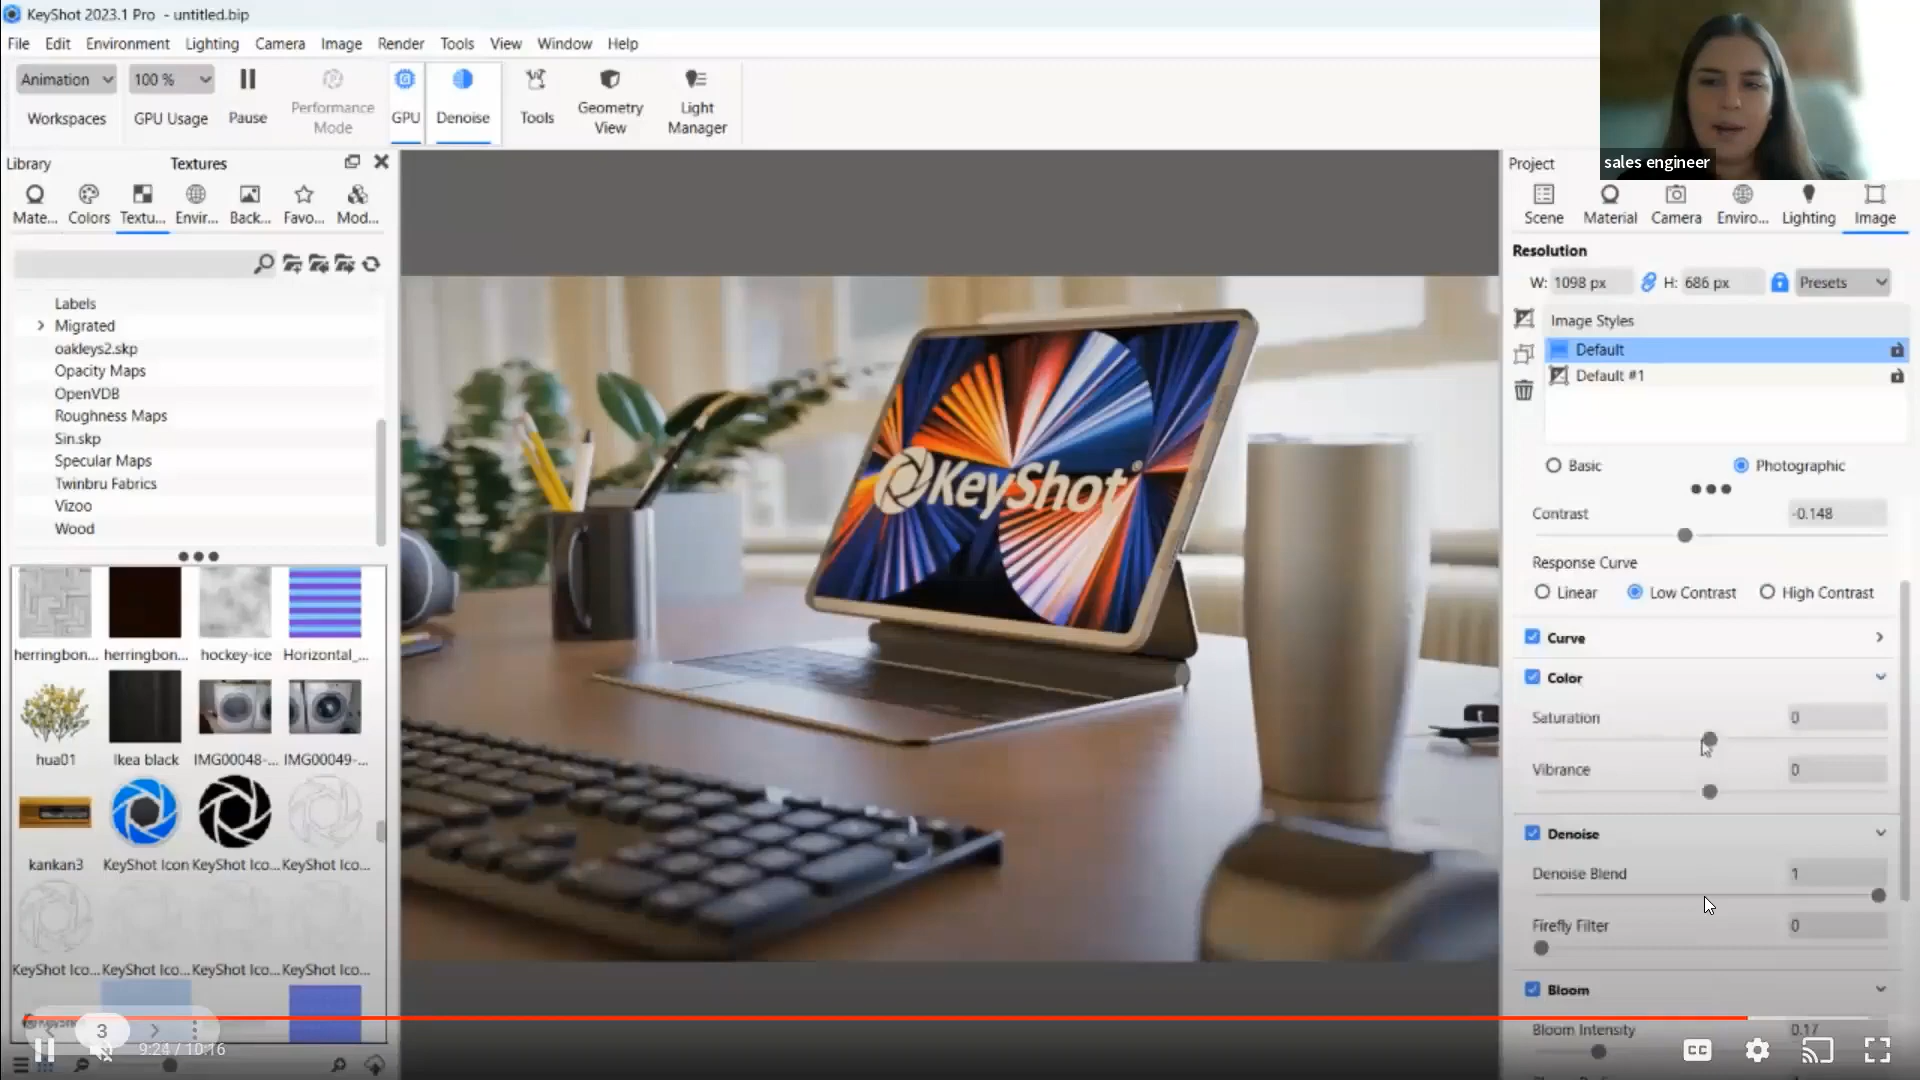 KeyShot 2023.1 Pro - untitled.bip
File Edit Environment Lighting Camera Image Render Tools View Window Help
Animation 100 %
Workspaces GPU Usage Pause Performance Mode GPU Denoise Tools Geometry View Light Manager
sales engineer
Library Textures
Mate... Colors Textu... Envir... Back... Favo... Mod...
Labels
Migrated
oakleys2.skp
Opacity Maps
OpenVDB
Roughness Maps
Sin.skp
Specular Maps
Twinbru Fabrics
Vizoo
Wood
herringbon... herringbon... hockey-ice Horizontal_...
hua01 Ikea black IMG00048-... IMG00049-...
kankan3 KeyShot Icon KeyShot Ico... KeyShot Ico...
KeyShot Ico... KeyShot Ico... KeyShot Ico... KeyShot Ico...
3
9:24 / 10:16
KeyShot®
Project
Scene Material Camera Enviro... Lighting Image
Resolution
W: 1098 px H: 686 px Presets
Image Styles
Default
Default #1
Basic Photographic
Contrast -0.148
Response Curve
Linear Low Contrast High Contrast
Curve
Color
Saturation 0
Vibrance 0
Denoise
Denoise Blend 1
Firefly Filter 0
Bloom
Bloom Intensity 0.17
CC